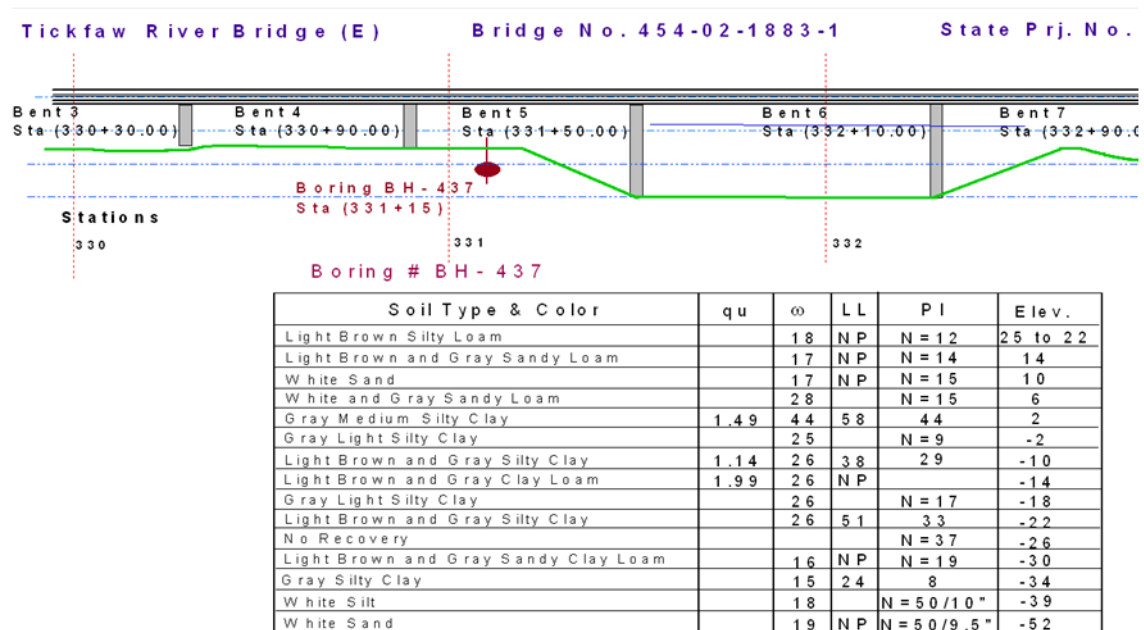 Tickfaw River Bridge (E) Bridge No. 454-02-1883-1 State Prj. No.
Bent 3 Bent 4 Bent 5 Bent 6 Bent 7
Sta (330+30.00) Sta (330+90.00) Sta (331+50.00) Sta (332+10.00) Sta (332+90.0
Boring BH-437
Sta (331+15)
Stations
330 331 332
Boring # BH-437
Soil Type & Color qu ω LL PI Elev.
Light Brown Silty Loam 18 NP N=12 25 to 22
Light Brown and Gray Sandy Loam 17 NP N=14 14
White Sand 17 NP N=15 10
White and Gray Sandy Loam 28 N=15 6
Gray Medium Silty Clay 1.49 44 58 44 2
Gray Light Silty Clay 25 N=9 -2
Light Brown and Gray Silty Clay 1.14 26 38 29 -10
Light Brown and Gray Clay Loam 1.99 26 NP -14
Gray Light Silty Clay 26 N=17 -18
Light Brown and Gray Silty Clay 26 51 33 -22
No Recovery N=37 -26
Light Brown and Gray Sandy Clay Loam 16 NP N=19 -30
Gray Silty Clay 15 24 8 -34
White Silt 18 N=50/10" -39
White Sand 19 NP N=50/9.5" -52